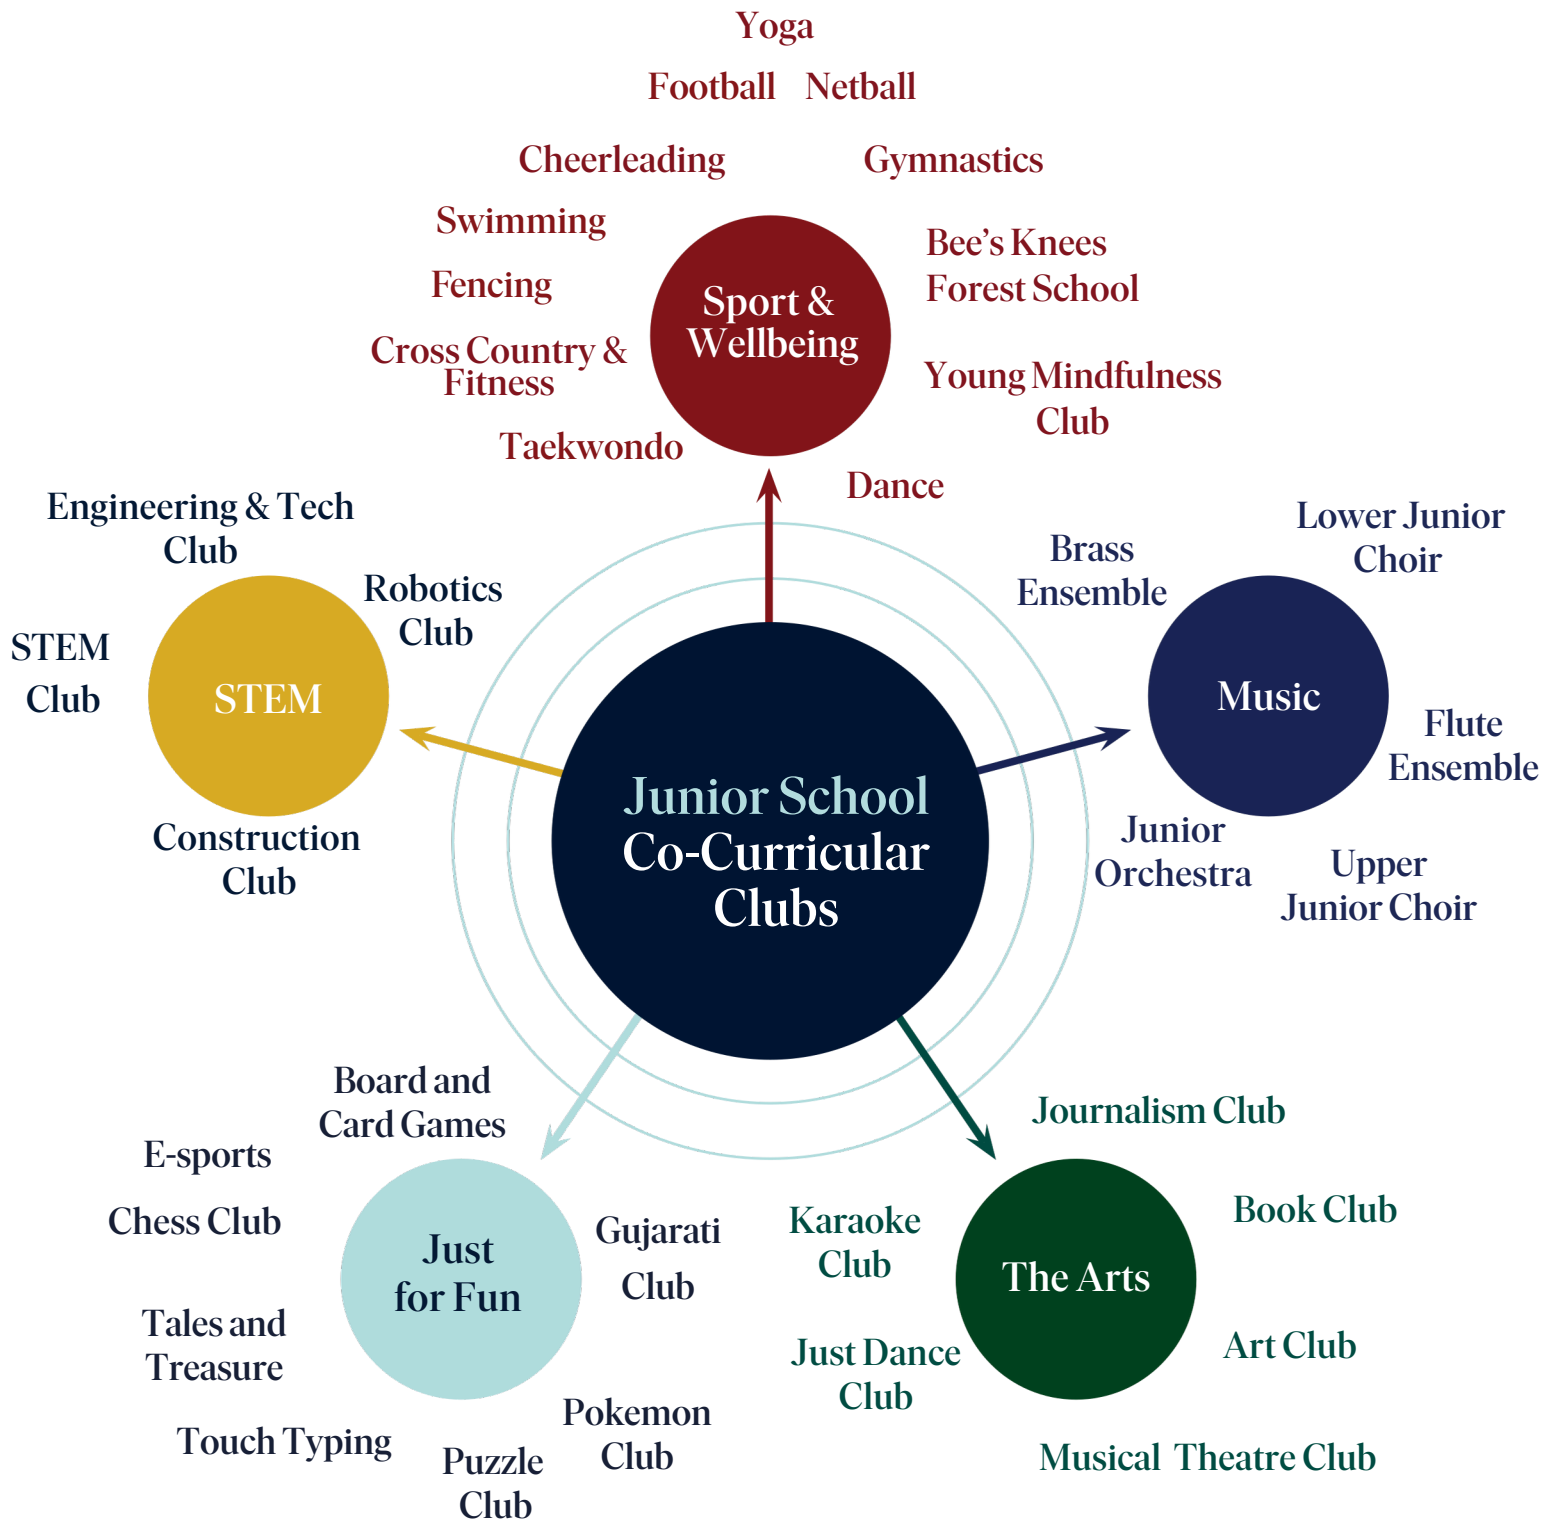 Yoga
Football
Netball
Cheerleading
Gymnastics
Swimming
Fencing
Cross Country &
Fitness
Taekwondo
Bee’s Knees
Forest School
Young Mindfulness
Club
Dance
Sport &
Wellbeing
Engineering & Tech
Club
Robotics
Club
STEM
Club
STEM
Construction
Club
Brass
Ensemble
Lower Junior
Choir
Music
Flute
Ensemble
Junior
Orchestra
Upper
Junior Choir
Junior School
Co-Curricular
Clubs
Board and
Card Games
E-sports
Chess Club
Just
for Fun
Gujarati
Club
Tales and
Treasure
Touch Typing
Puzzle
Club
Pokemon
Club
Journalism Club
Karaoke
Club
Book Club
The Arts
Just Dance
Club
Art Club
Musical Theatre Club